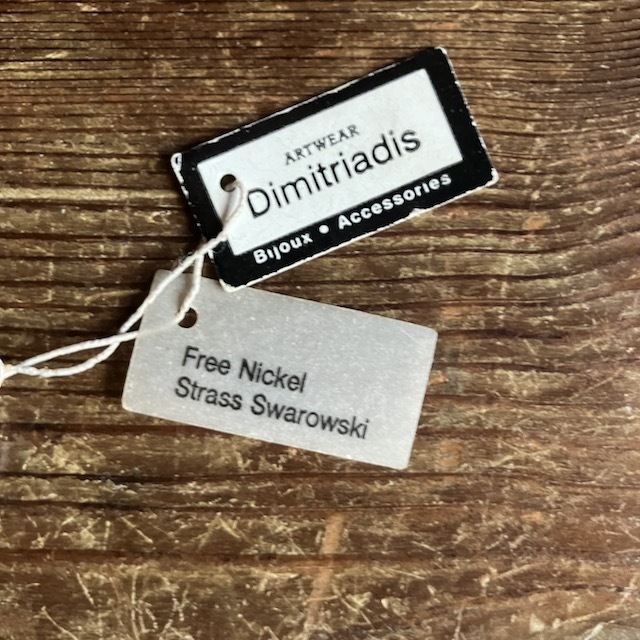 ARTWEAR
Dimitriadis
Bijoux • Accessories
Free Nickel
Strass Swarowski